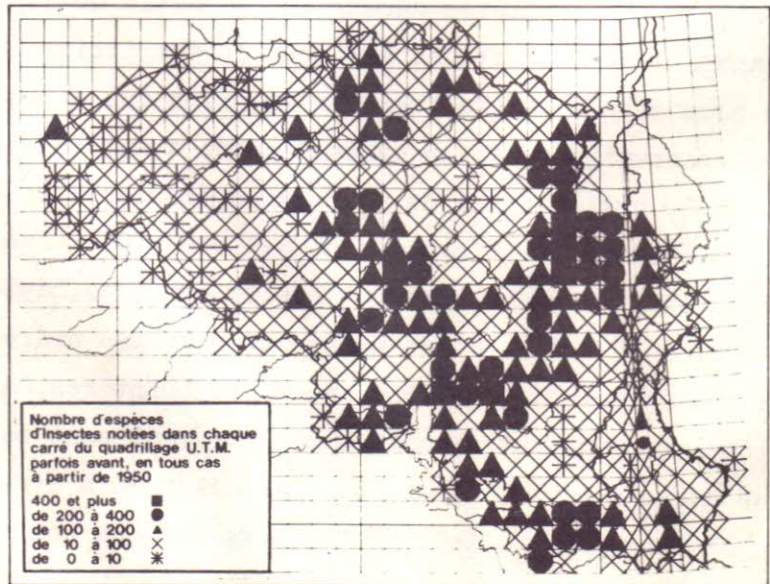 Nombre d'espèces
d'insectes notées dans chaque
carré du quadrillage U.T.M.
parfois avant, en tous cas
à partir de 1950
400 et plus ■
de 200 à 400 ●
de 100 à 200 ▲
de 10 à 100 ×
de 0 à 10 ✳